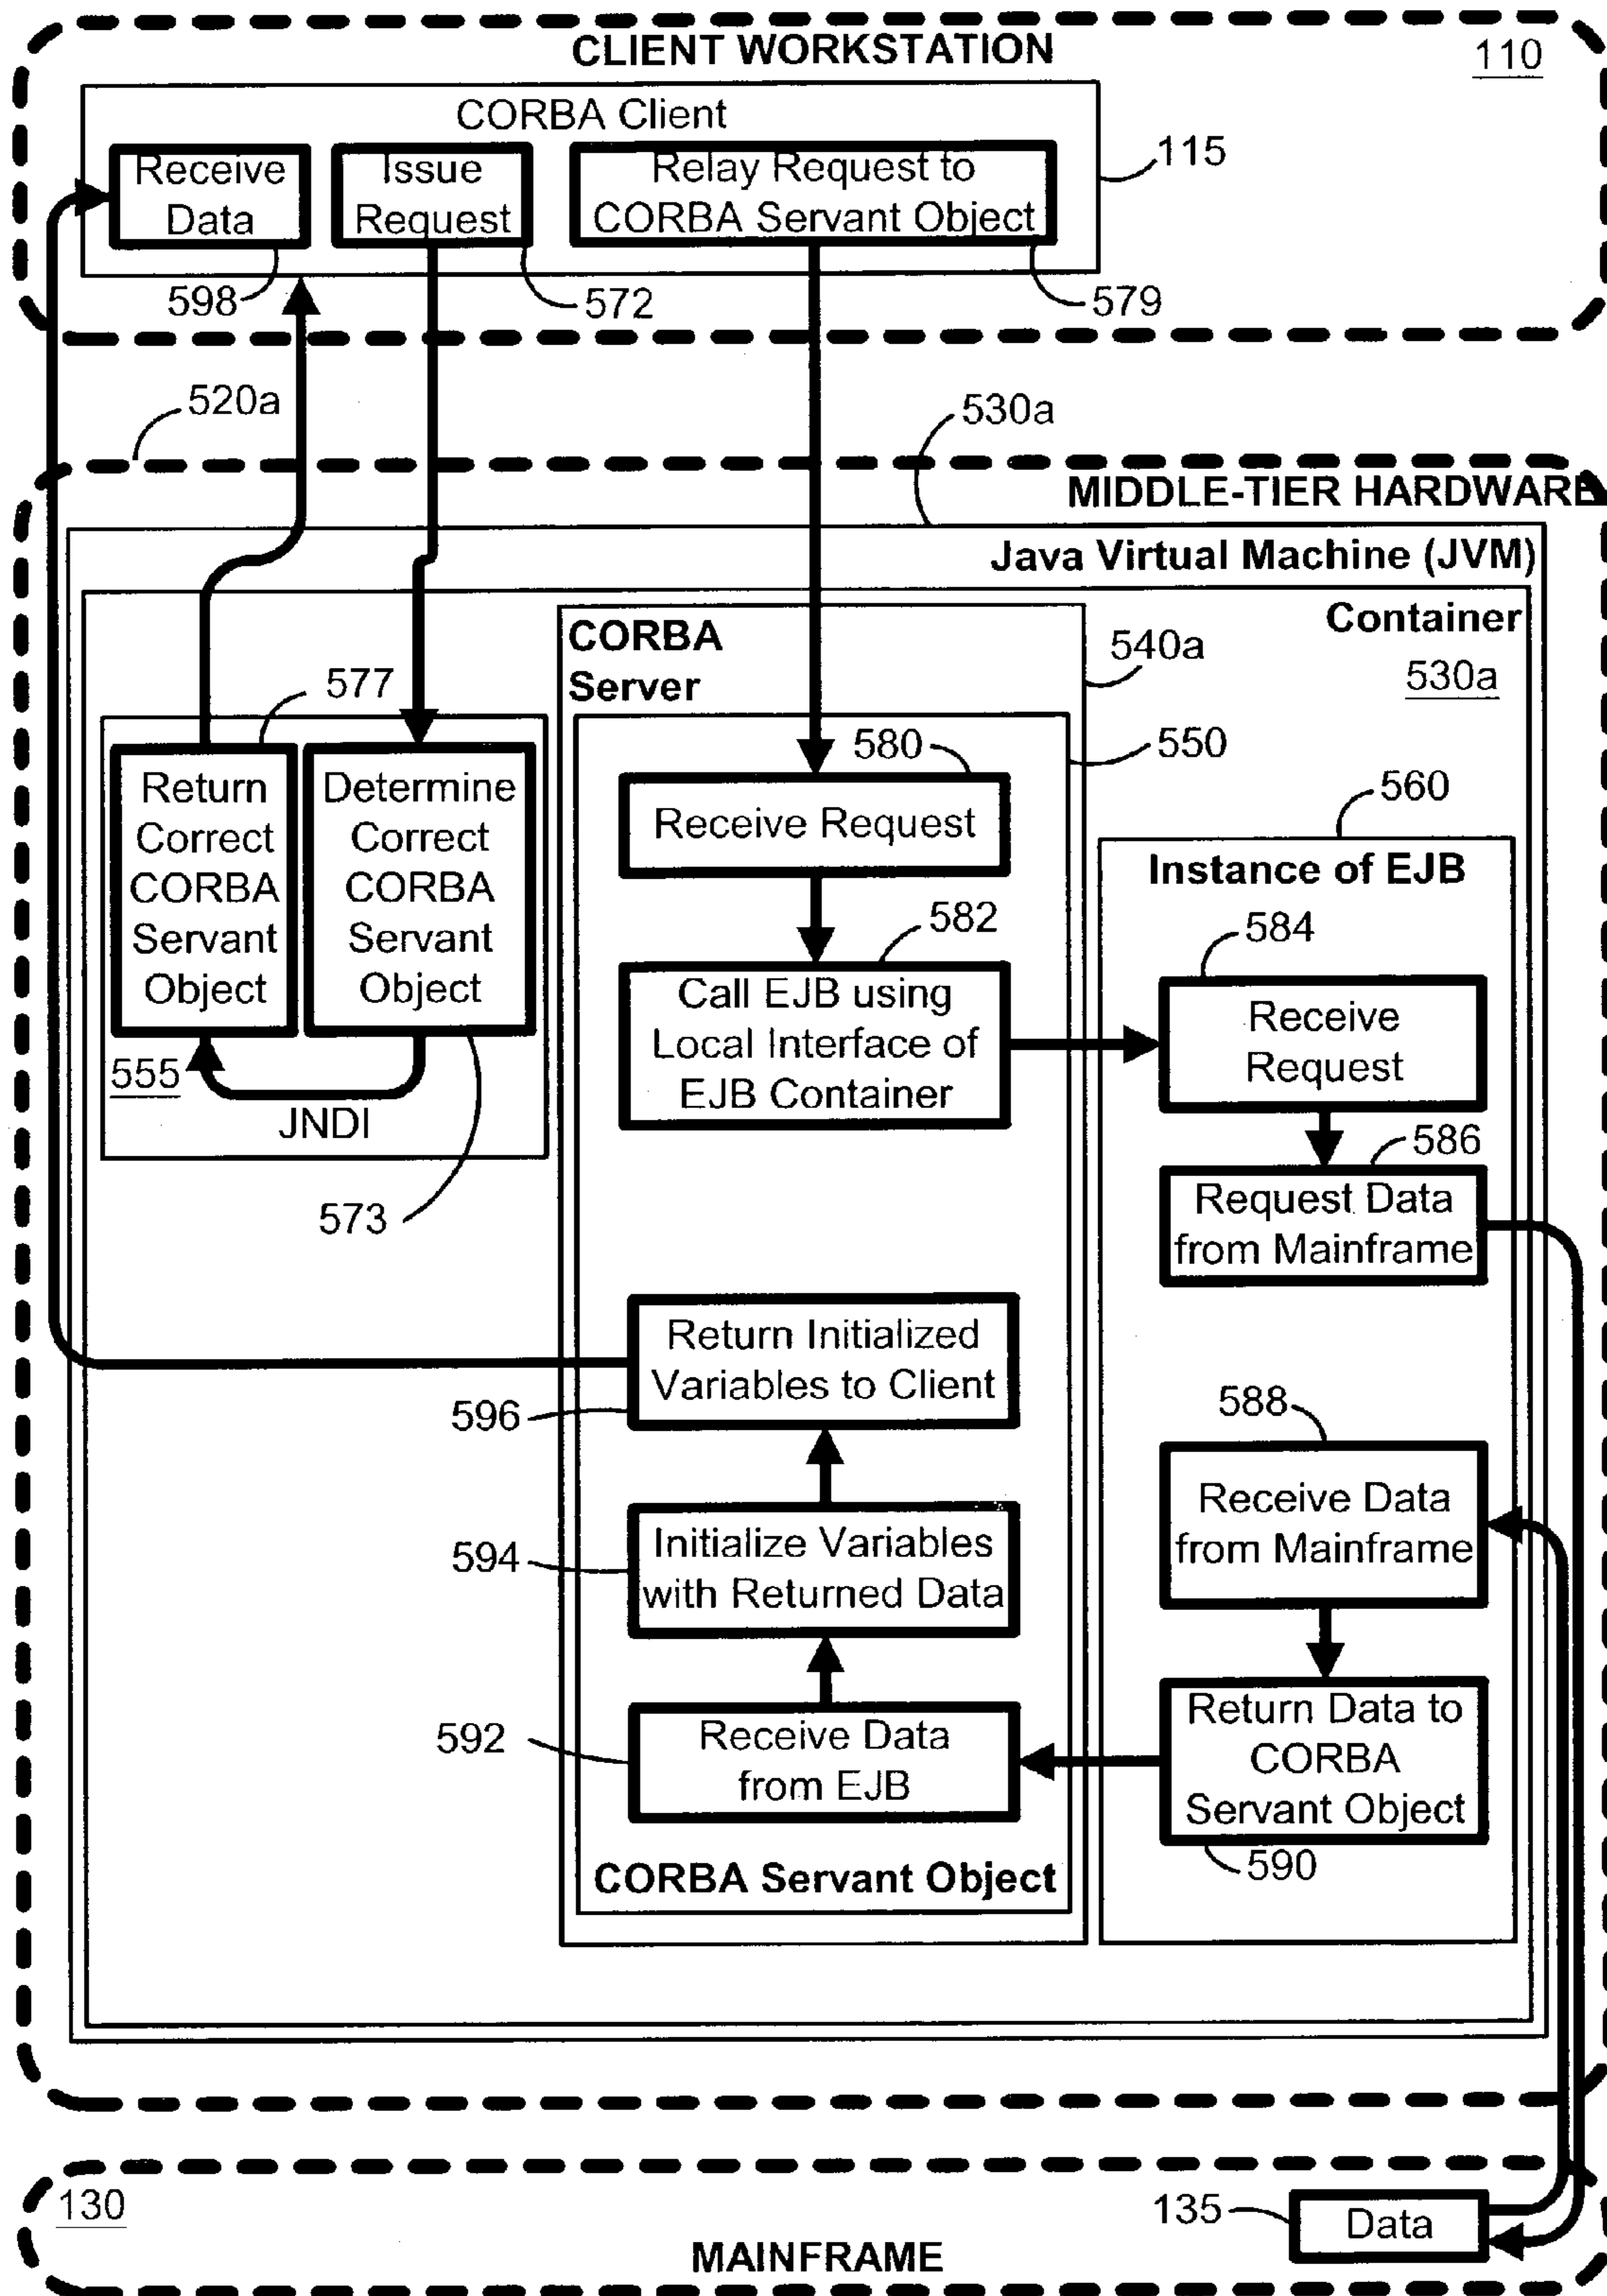 CLIENT WORKSTATION
110
CORBA Client
115
Receive
Data
Issue
Request
Relay Request to
CORBA Servant Object
598
572
579
520a
530a
MIDDLE-TIER HARDWARE
Java Virtual Machine (JVM)
Container
530a
CORBA
Server
540a
577
550
580
560
Return
Correct
CORBA
Servant
Object
Determine
Correct
CORBA
Servant
Object
555
JNDI
573
Receive Request
582
Call EJB using
Local Interface of
EJB Container
Instance of EJB
584
Receive
Request
586
Request Data
from Mainframe
Return Initialized
Variables to Client
596
588
Receive Data
from Mainframe
594
Initialize Variables
with Returned Data
592
Receive Data
from EJB
Return Data to
CORBA
Servant Object
590
CORBA Servant Object
130
135
Data
MAINFRAME